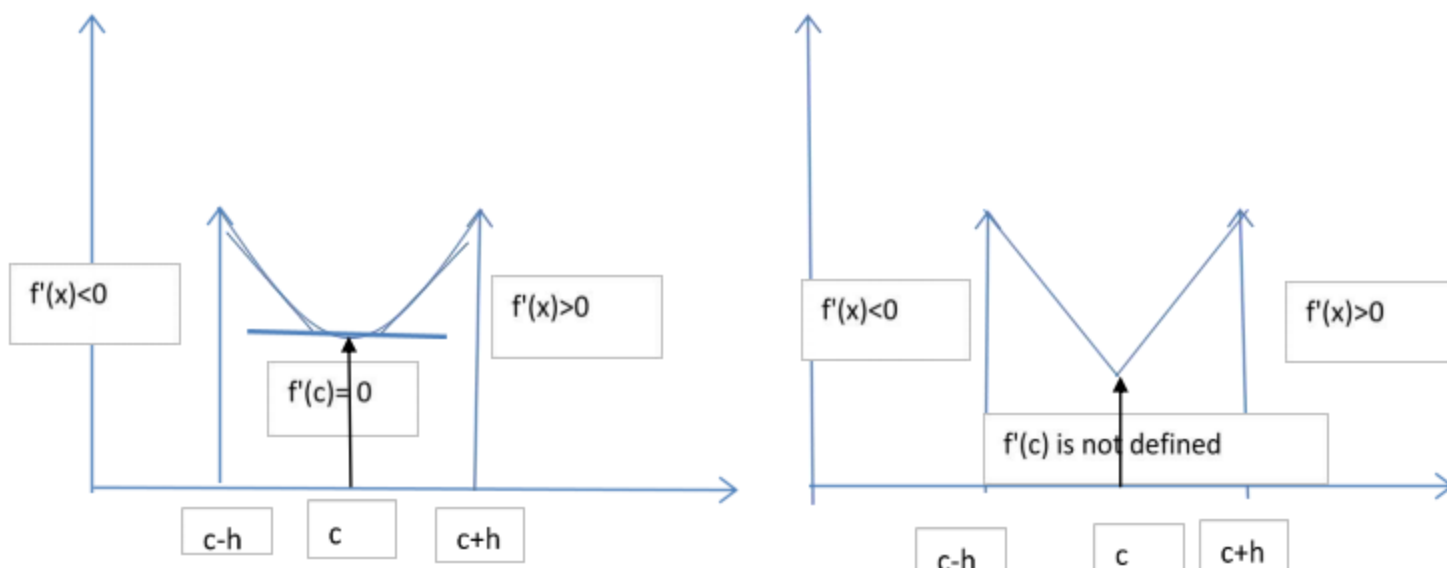 f'(x)<0
f'(x)>0
f'(c)= 0
c-h
c
c+h
f'(x)<0
f'(x)>0
f'(c) is not defined
c-h
c
c+h